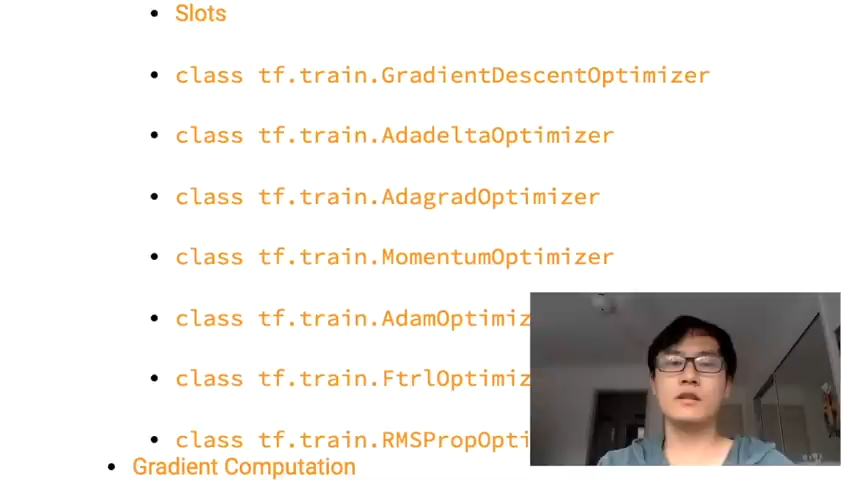 Slots
class tf.train.GradientDescentOptimizer
class tf.train.AdadeltaOptimizer
class tf.train.AdagradOptimizer
class tf.train.MomentumOptimizer
class tf.train.AdamOptimiz
class tf.train.FtrlOptimiz
class tf.train.RMSPropOpti
Gradient Computation